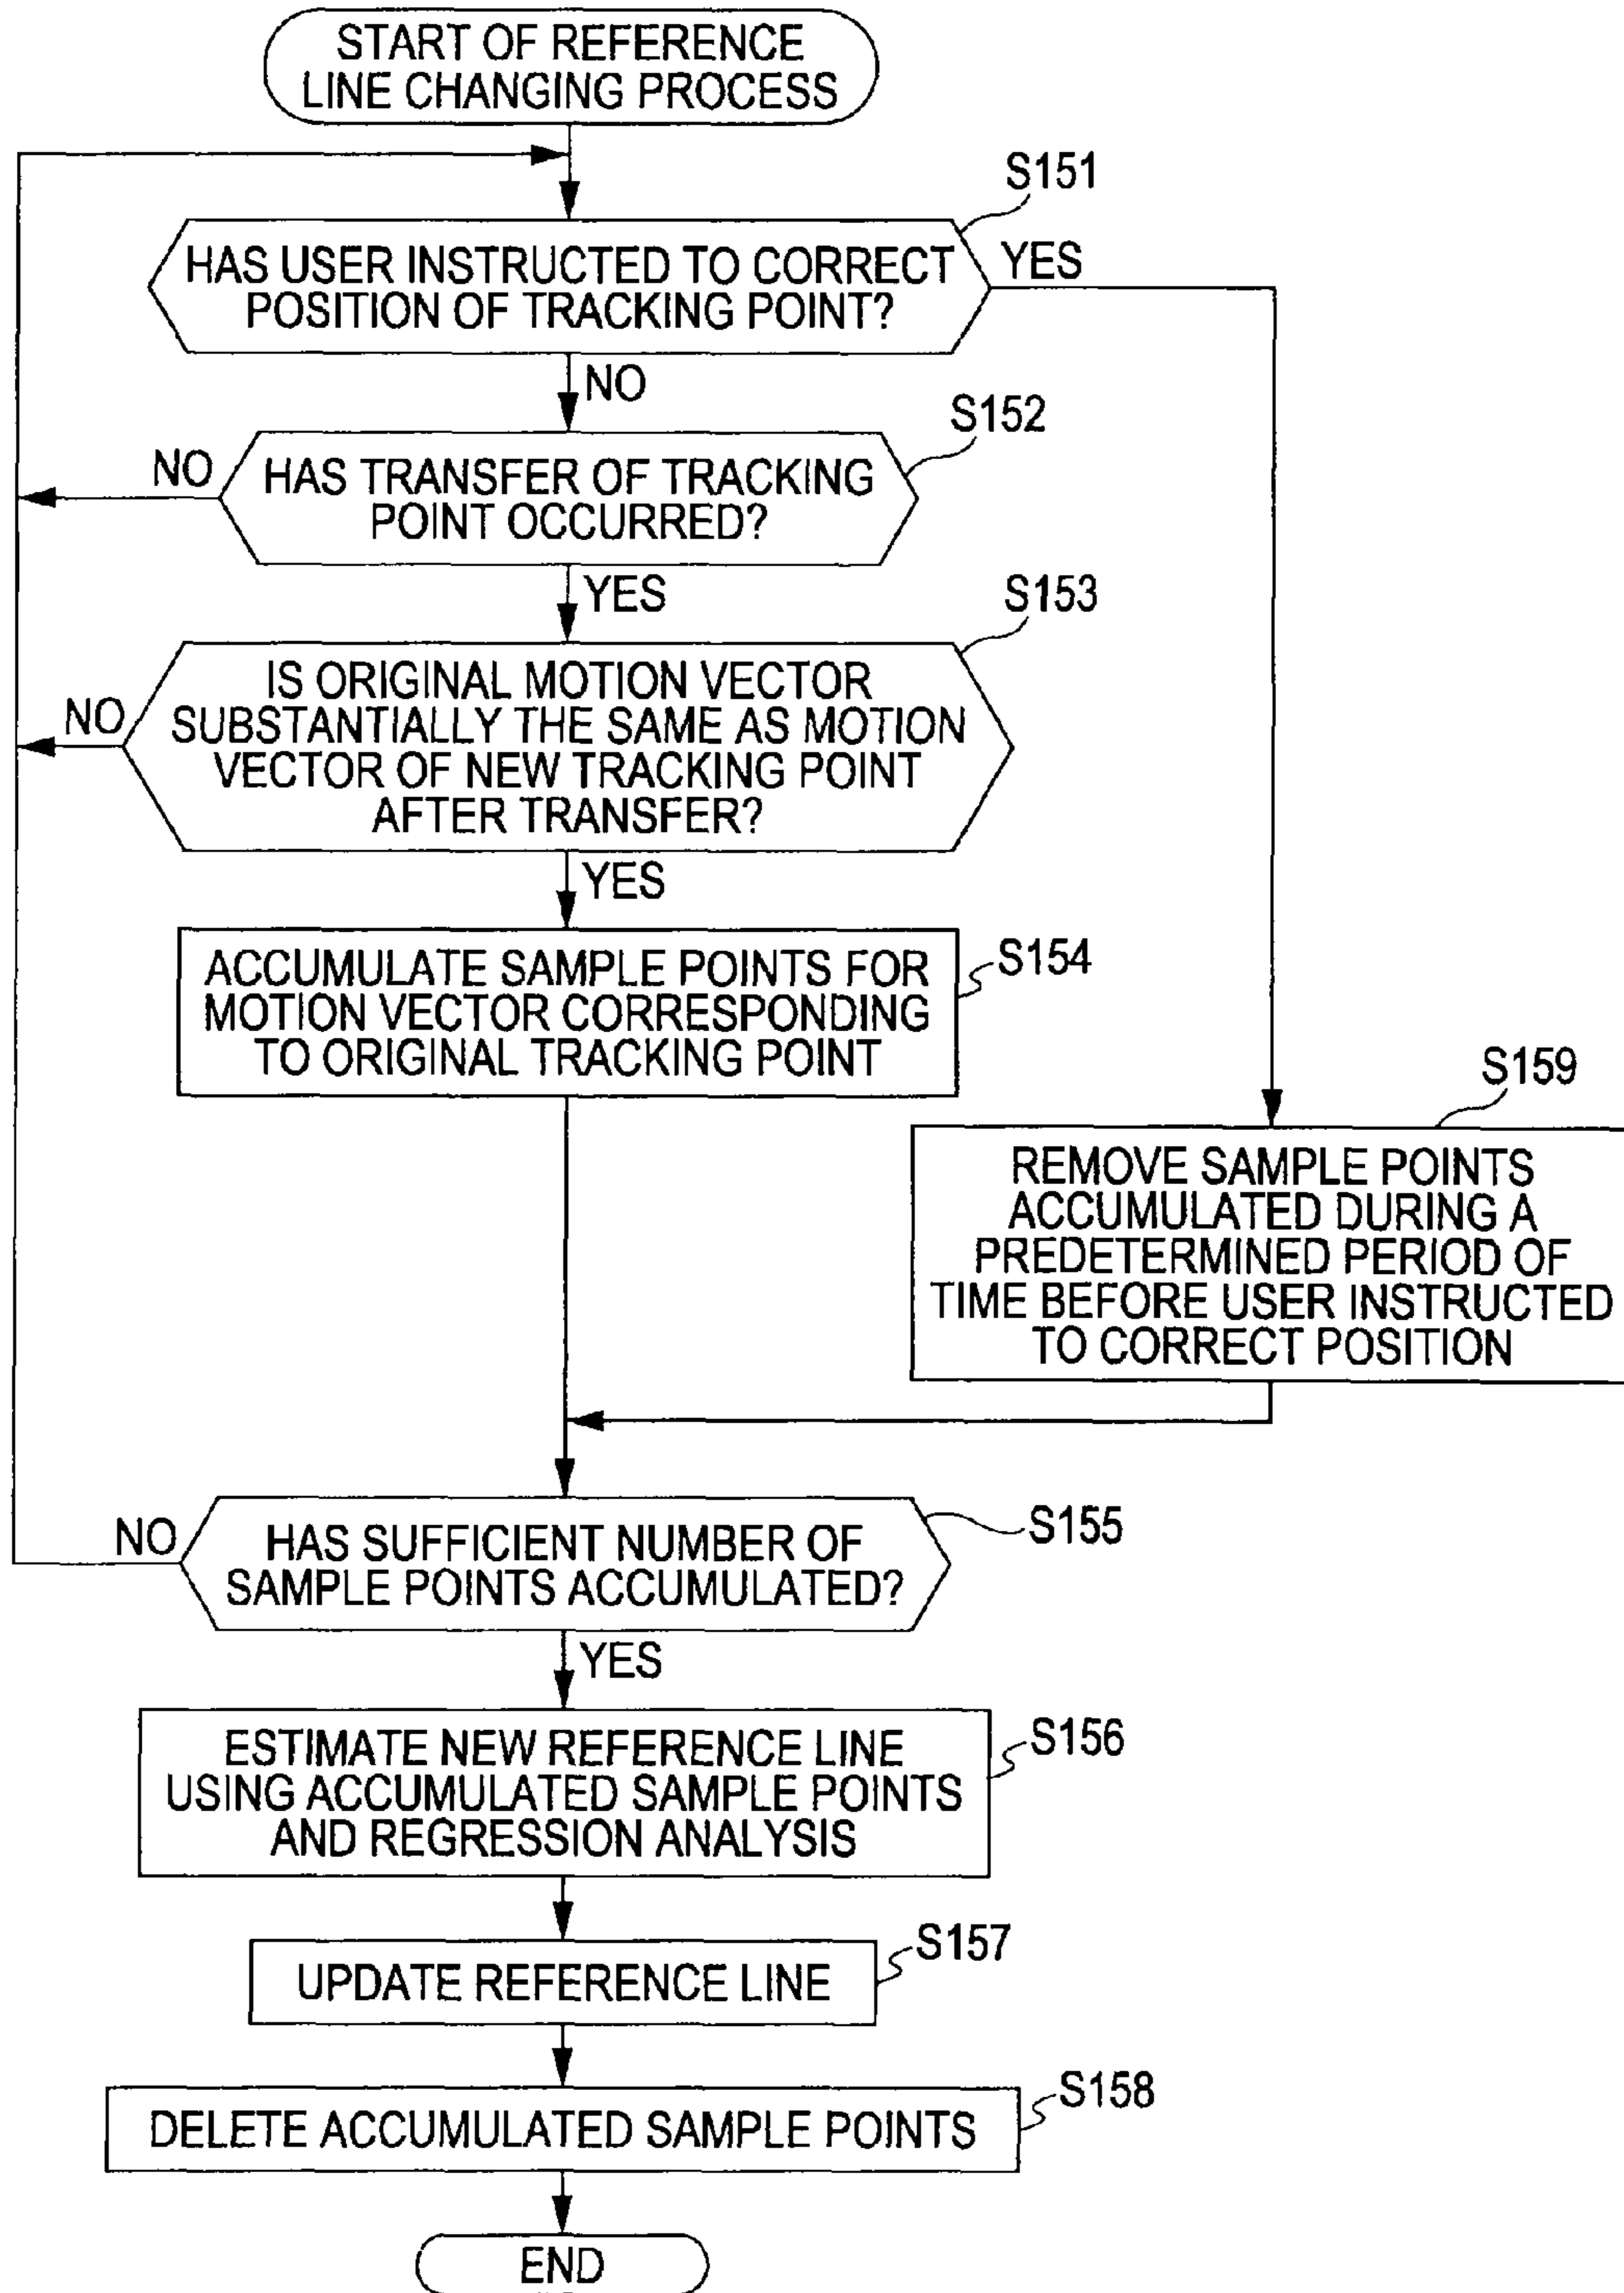 START OF REFERENCE
LINE CHANGING PROCESS
S151
HAS USER INSTRUCTED TO CORRECT
POSITION OF TRACKING POINT?
YES
NO
S152
HAS TRANSFER OF TRACKING
POINT OCCURRED?
NO
YES
S153
IS ORIGINAL MOTION VECTOR
SUBSTANTIALLY THE SAME AS MOTION
VECTOR OF NEW TRACKING POINT
AFTER TRANSFER?
NO
YES
S154
ACCUMULATE SAMPLE POINTS FOR
MOTION VECTOR CORRESPONDING
TO ORIGINAL TRACKING POINT
S159
REMOVE SAMPLE POINTS
ACCUMULATED DURING A
PREDETERMINED PERIOD OF
TIME BEFORE USER INSTRUCTED
TO CORRECT POSITION
S155
HAS SUFFICIENT NUMBER OF
SAMPLE POINTS ACCUMULATED?
NO
YES
S156
ESTIMATE NEW REFERENCE LINE
USING ACCUMULATED SAMPLE POINTS
AND REGRESSION ANALYSIS
S157
UPDATE REFERENCE LINE
S158
DELETE ACCUMULATED SAMPLE POINTS
END